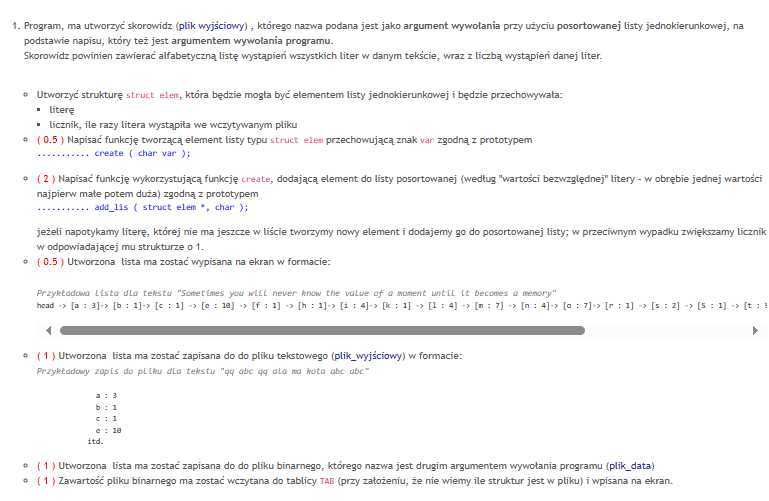 1. Program, ma utworzyć skorowidz (plik wyjściowy) , którego nazwa podana jest jako argument wywołania przy użyciu posortowanej listy jednokierunkowej, na
podstawie napisu, który też jest argumentem wywołania programu.
Skorowidz powinien zawierać alfabetyczną listę wystąpień wszystkich liter w danym tekście, wraz z liczbą wystąpień danej liter.
Utworzyć strukturę struct elem, która będzie mogła być elementem listy jednokierunkowej i będzie przechowywała:
literę
licznik, ile razy litera wystąpiła we wczytywanym pliku
( 0.5 ) Napisać funkcję tworzącą element listy typu struct elem przechowującą znak var zgodną z prototypem
........... create ( char var );
( 2 ) Napisać funkcję wykorzystującą funkcję create, dodającą element do listy posortowanej (według "wartości bezwzględnej" litery - w obrębie jednej wartości
najpierw małe potem duża) zgodną z prototypem
........... add_lis ( struct elem *, char );
jeżeli napotykamy literę, której nie ma jeszcze w liście tworzymy nowy element i dodajemy go do posortowanej listy; w przeciwnym wypadku zwiększamy licznik
w odpowiadającej mu strukturze o 1.
( 0.5 ) Utworzona lista ma zostać wypisana na ekran w formacie:
Przykładowa lista dla tekstu "Sometimes you will never know the value of a moment until it becomes a memory"
head -> [a : 3]-> [b : 1]-> [c : 1] -> [e : 10] -> [f : 1] -> [h : 1]-> [i : 4]-> [k : 1] -> [l : 4] -> [m : 7] -> [n : 4]-> [o : 7]-> [r : 1] -> [s : 2] -> [S : 1] -> [t : 5
( 1 ) Utworzona lista ma zostać zapisana do do pliku tekstowego (plik_wyjściowy) w formacie:
Przykładowy zapis do pliku dla tekstu "qq abc qq ala ma kota abc abc"
a : 3
b : 1
c : 1
e : 10
itd.
( 1 ) Utworzona lista ma zostać zapisana do do pliku binarnego, którego nazwa jest drugim argumentem wywołania programu (plik_data)
( 1 ) Zawartość pliku binarnego ma zostać wczytana do tablicy TAB (przy założeniu, że nie wiemy ile struktur jest w pliku) i wpisana na ekran.